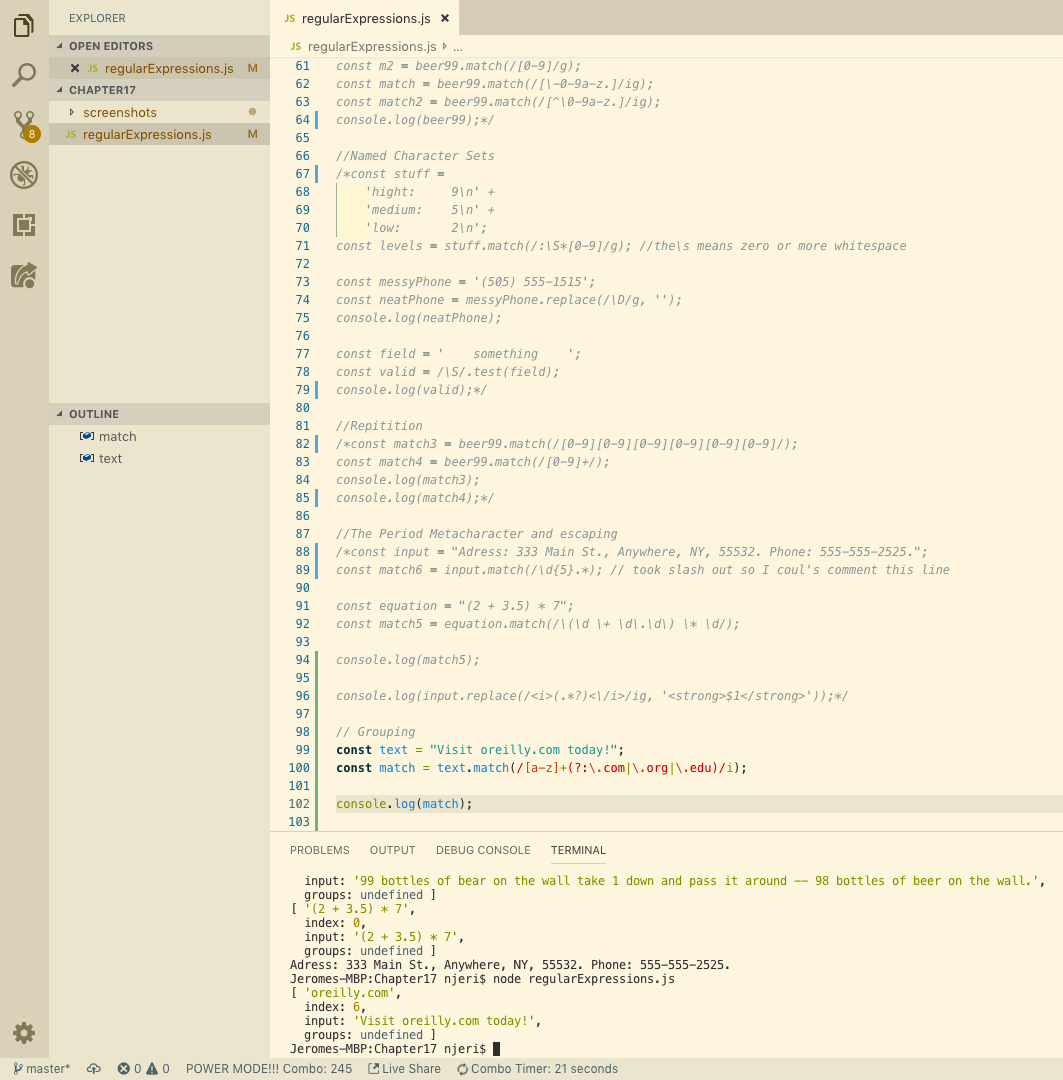 EXPLORER
OPEN EDITORS
JS regularExpressions.js M
CHAPTER17
screenshots
JS regularExpressions.js M
8
OUTLINE
match
text
JS regularExpressions.js
JS regularExpressions.js ...
61 const m2 = beer99.match(/[0-9]/g);
62 const match = beer99.match(/[\-0-9a-z.]/ig);
63 const match2 = beer99.match(/[^\0-9a-z.]/ig);
64 console.log(beer99);*/
65
66 //Named Character Sets
67 /*const stuff =
68     'hight:     9\n' +
69     'medium:    5\n' +
70     'low:       2\n';
71 const levels = stuff.match(/:\S*[0-9]/g); //the\s means zero or more whitespace
72
73 const messyPhone = '(505) 555-1515';
74 const neatPhone = messyPhone.replace(/\D/g, '');
75 console.log(neatPhone);
76
77 const field = '    something    ';
78 const valid = /\S/.test(field);
79 console.log(valid);*/
80
81 //Repitition
82 /*const match3 = beer99.match(/[0-9][0-9][0-9][0-9][0-9][0-9]/);
83 const match4 = beer99.match(/[0-9]+/);
84 console.log(match3);
85 console.log(match4);*/
86
87 //The Period Metacharacter and escaping
88 /*const input = "Adress: 333 Main St., Anywhere, NY, 55532. Phone: 555-555-2525.";
89 const match6 = input.match(/\d{5}.*); // took slash out so I coul's comment this line
90
91 const equation = "(2 + 3.5) * 7";
92 const match5 = equation.match(/\(\d \+ \d\.\d\) \* \d/);
93
94 console.log(match5);
95
96 console.log(input.replace(/<i>(.*?)<\/i>/ig, '<strong>$1</strong>'));*/
97
98 // Grouping
99 const text = "Visit oreilly.com today!";
100 const match = text.match(/[a-z]+(?:\.com|\.org|\.edu)/i);
101
102 console.log(match);
103
PROBLEMS OUTPUT DEBUG CONSOLE TERMINAL
  input: '99 bottles of bear on the wall take 1 down and pass it around -- 98 bottles of beer on the wall.',
  groups: undefined ]
[ '(2 + 3.5) * 7',
  index: 0,
  input: '(2 + 3.5) * 7',
  groups: undefined ]
Adress: 333 Main St., Anywhere, NY, 55532. Phone: 555-555-2525.
Jeromes-MBP:Chapter17 njeri$ node regularExpressions.js
[ 'oreilly.com',
  index: 6,
  input: 'Visit oreilly.com today!',
  groups: undefined ]
Jeromes-MBP:Chapter17 njeri$
master* 0 0 POWER MODE!!! Combo: 245 Live Share Combo Timer: 21 seconds